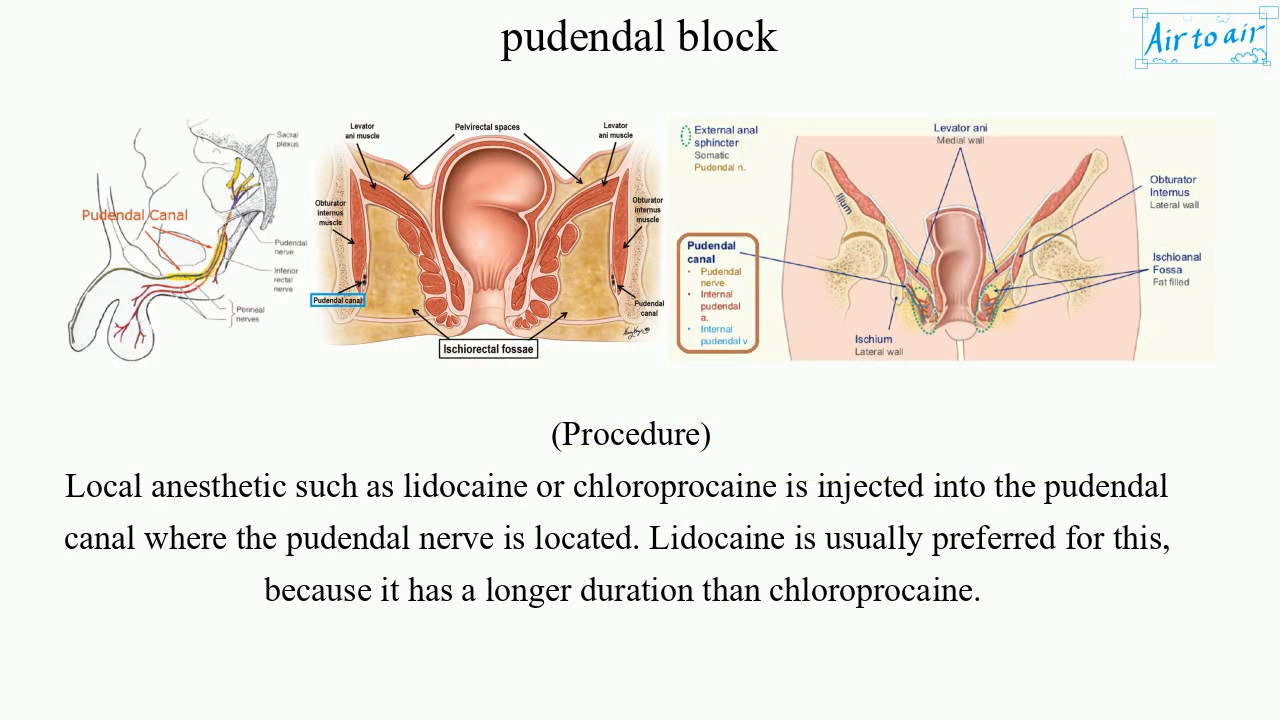 pudendal block
Air to air
Sacral
plexus
Pudendal Canal
Pudendal
nerve
Inferior
rectal
nerve
Perineal
nerves
Levator
ani muscle
Pelvirectal spaces
Levator
ani muscle
Obturator
internus
muscle
Obturator
internus
muscle
Pudendal canal
Pudendal
canal
Ischiorectal fossae
External anal
sphincter
Somatic
Pudendal n.
Levator ani
Medial wall
Ilium
Obturator
Internus
Lateral wall
Pudendal
canal
• Pudendal
nerve
• Internal
pudendal
a.
• Internal
pudendal v
Ischioanal
Fossa
Fat filled
Ischium
Lateral wall
(Procedure)
Local anesthetic such as lidocaine or chloroprocaine is injected into the pudendal
canal where the pudendal nerve is located. Lidocaine is usually preferred for this,
because it has a longer duration than chloroprocaine.